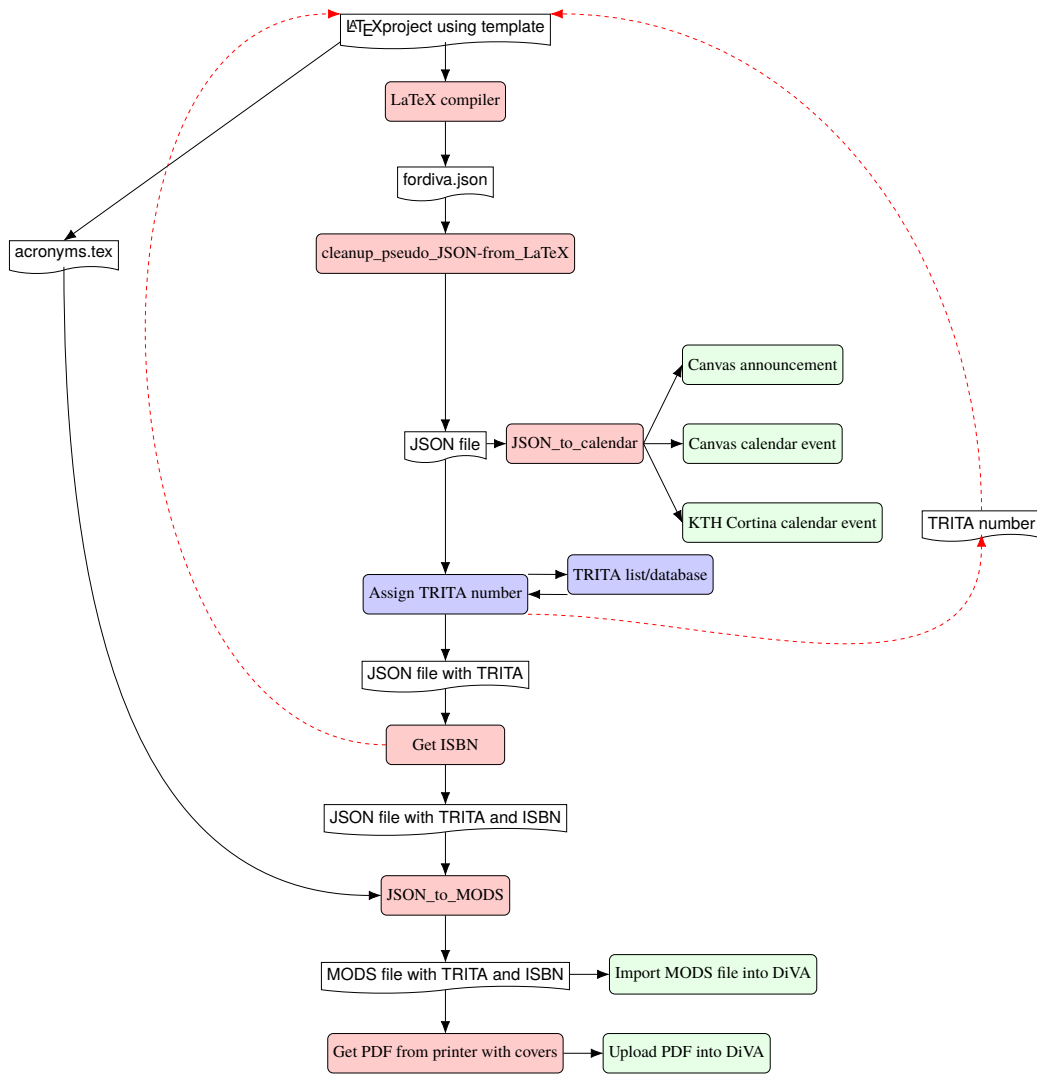 LATEXproject using template
LaTeX compiler
fordiva.json
acronyms.tex
cleanup_pseudo_JSON-from_LaTeX
Canvas announcement
JSON file
JSON_to_calendar
Canvas calendar event
KTH Cortina calendar event
TRITA number
TRITA list/database
Assign TRITA number
JSON file with TRITA
Get ISBN
JSON file with TRITA and ISBN
JSON_to_MODS
MODS file with TRITA and ISBN
Import MODS file into DiVA
Get PDF from printer with covers
Upload PDF into DiVA